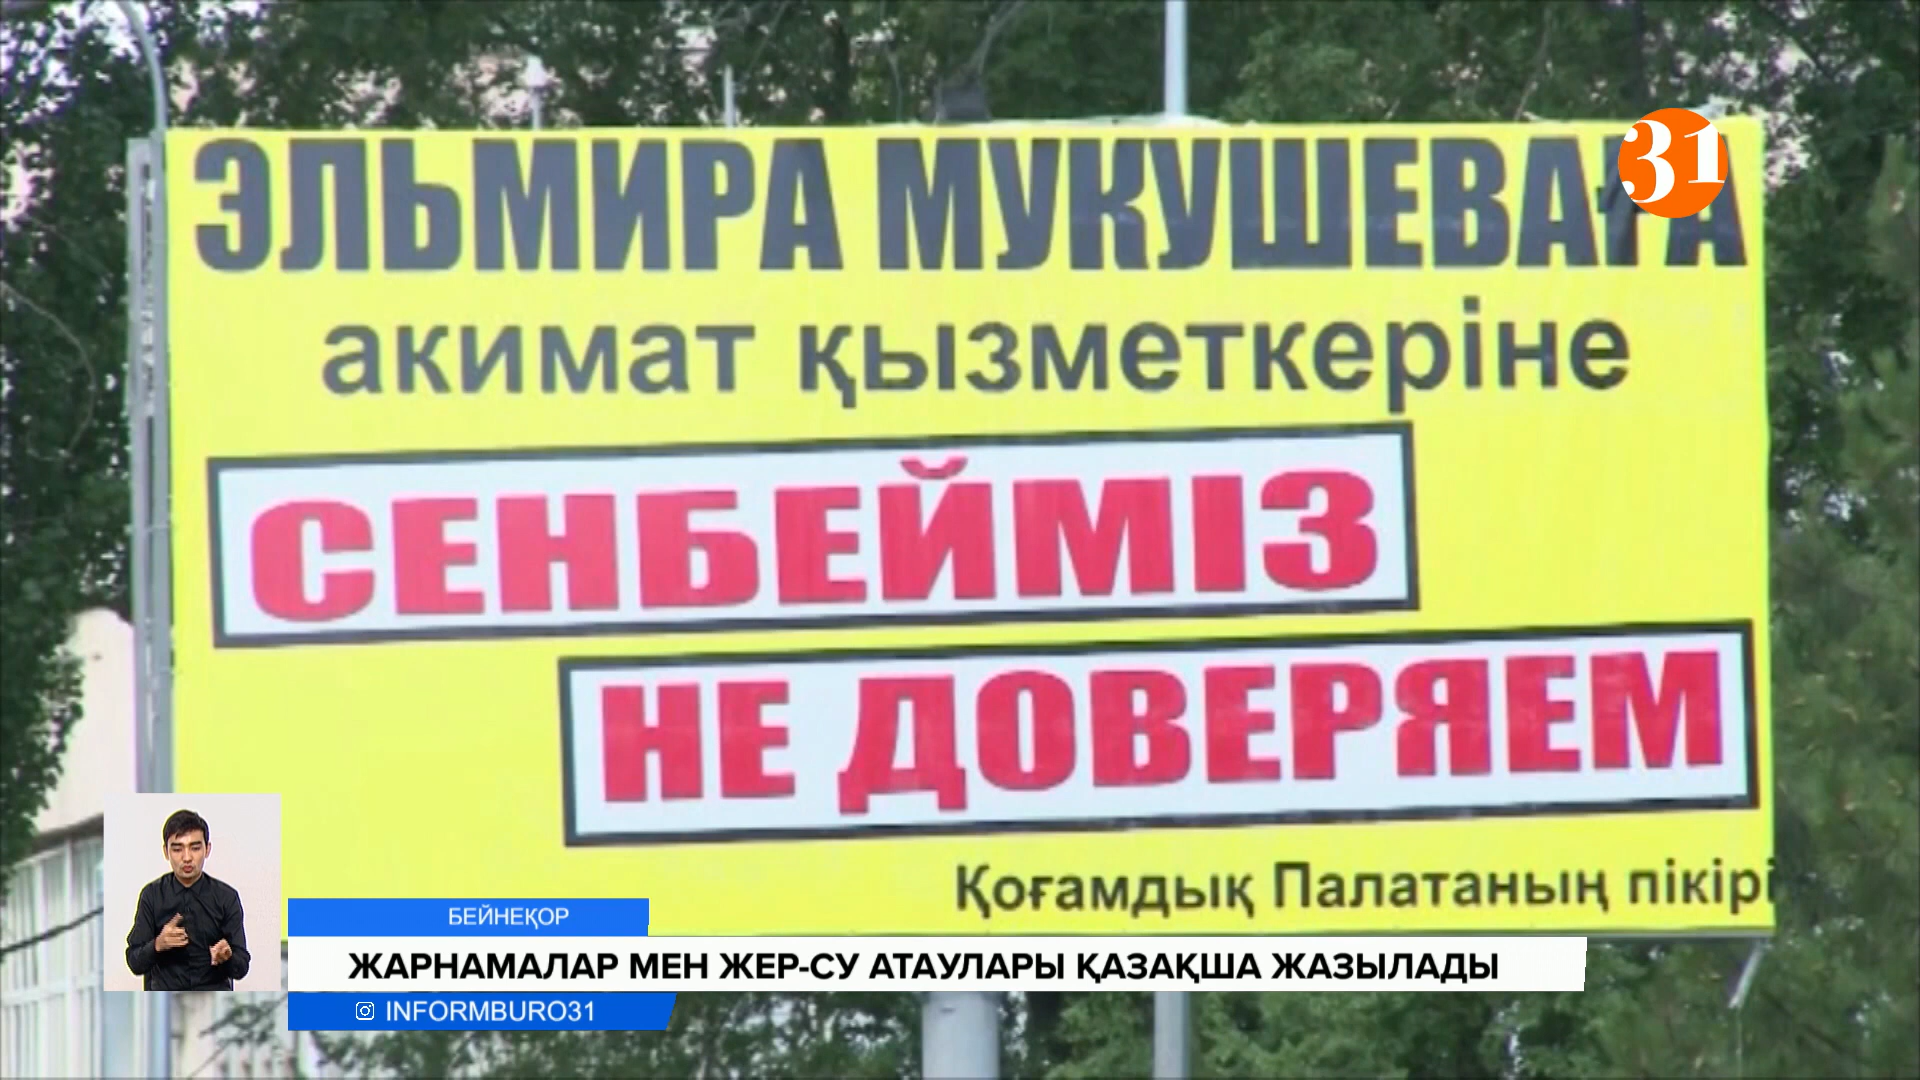 31
ЭЛЬМИРА МУКУШЕВАҒА
акимат қызметкеріне
СЕНБЕЙМІЗ
НЕ ДОВЕРЯЕМ
Қоғамдық Палатаның пікірі
БЕЙНЕҚОР
ЖАРНАМАЛАР МЕН ЖЕР-СУ АТАУЛАРЫ ҚАЗАҚША ЖАЗЫЛАДЫ
INFORMBURO31